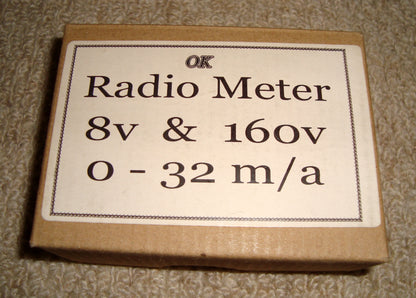 OK
Radio Meter
8v & 160v
0 - 32 m/a